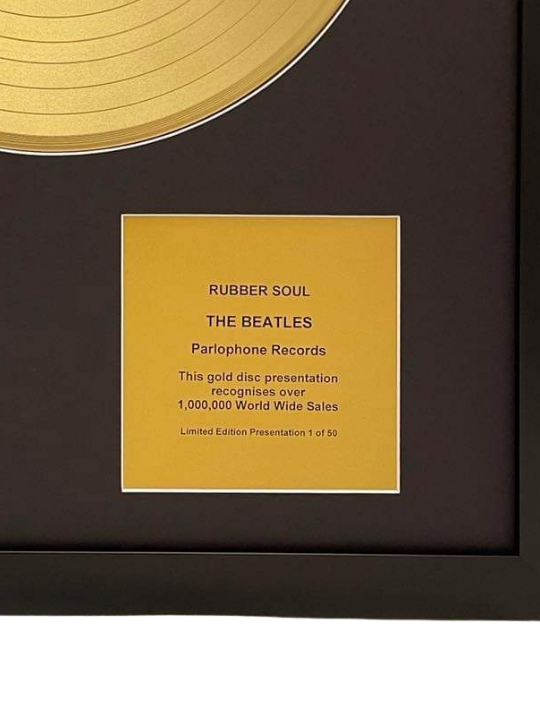 RUBBER SOUL
THE BEATLES
Parlophone Records
This gold disc presentation
recognises over
1,000,000 World Wide Sales
Limited Edition Presentation 1 of 50